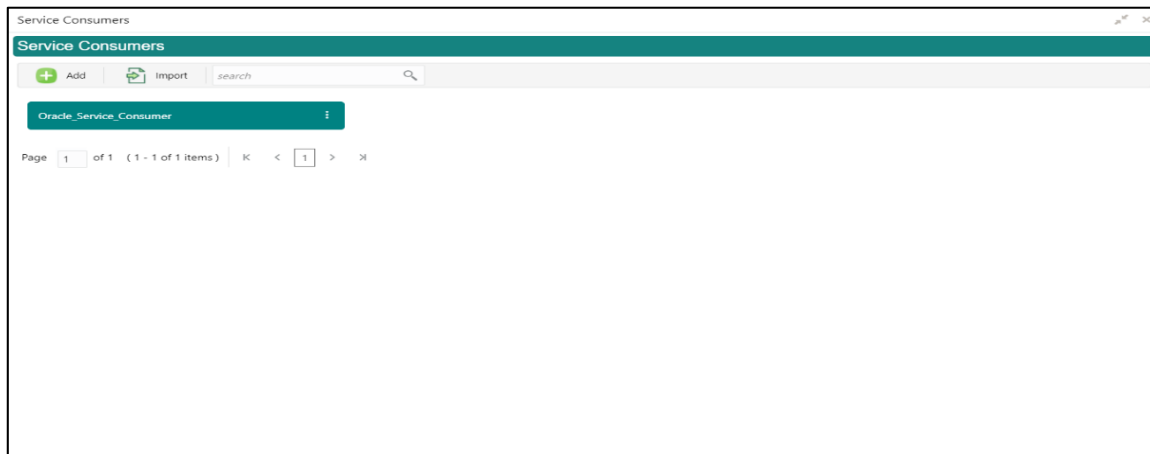 Service Consumers
Service Consumers
Add Import search
Oracle_Service_Consumer
Page 1 of 1 (1 - 1 of 1 items) K < 1 > >|